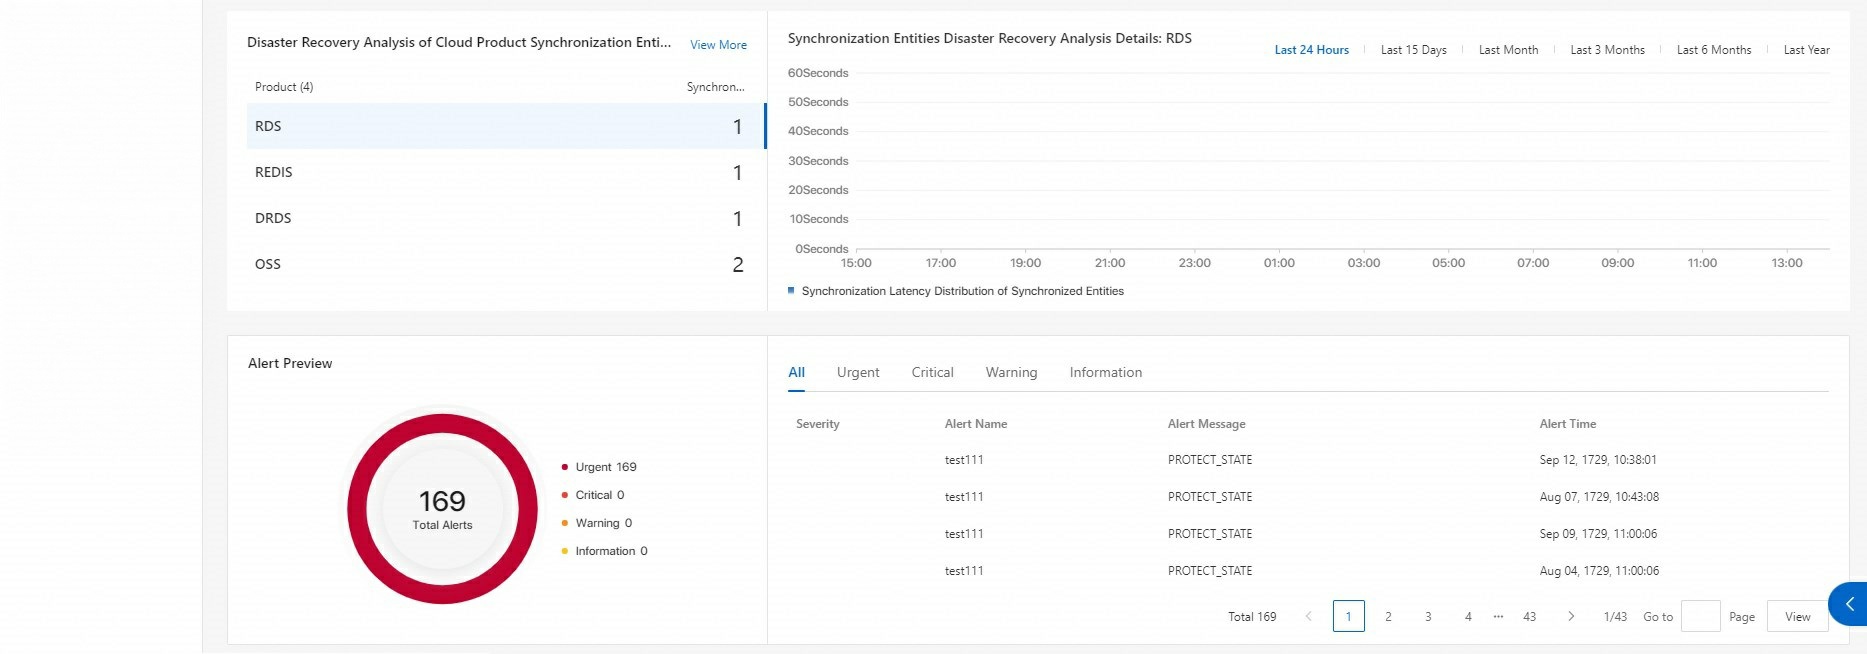 Disaster Recovery Analysis of Cloud Product Synchronization Enti... View More
Product (4) Synchron...
RDS 1
REDIS 1
DRDS 1
OSS 2
Synchronization Entities Disaster Recovery Analysis Details: RDS
Last 24 Hours Last 15 Days Last Month Last 3 Months Last 6 Months Last Year
60Seconds
50Seconds
40Seconds
30Seconds
20Seconds
10Seconds
0Seconds
15:00 17:00 19:00 21:00 23:00 01:00 03:00 05:00 07:00 09:00 11:00 13:00
Synchronization Latency Distribution of Synchronized Entities
Alert Preview
169
Total Alerts
Urgent 169
Critical 0
Warning 0
Information 0
All Urgent Critical Warning Information
Severity Alert Name Alert Message Alert Time
test111 PROTECT_STATE Sep 12, 1729, 10:38:01
test111 PROTECT_STATE Aug 07, 1729, 10:43:08
test111 PROTECT_STATE Sep 09, 1729, 11:00:06
test111 PROTECT_STATE Aug 04, 1729, 11:00:06
Total 169 < 1 2 3 4 ··· 43 > 1/43 Go to Page View